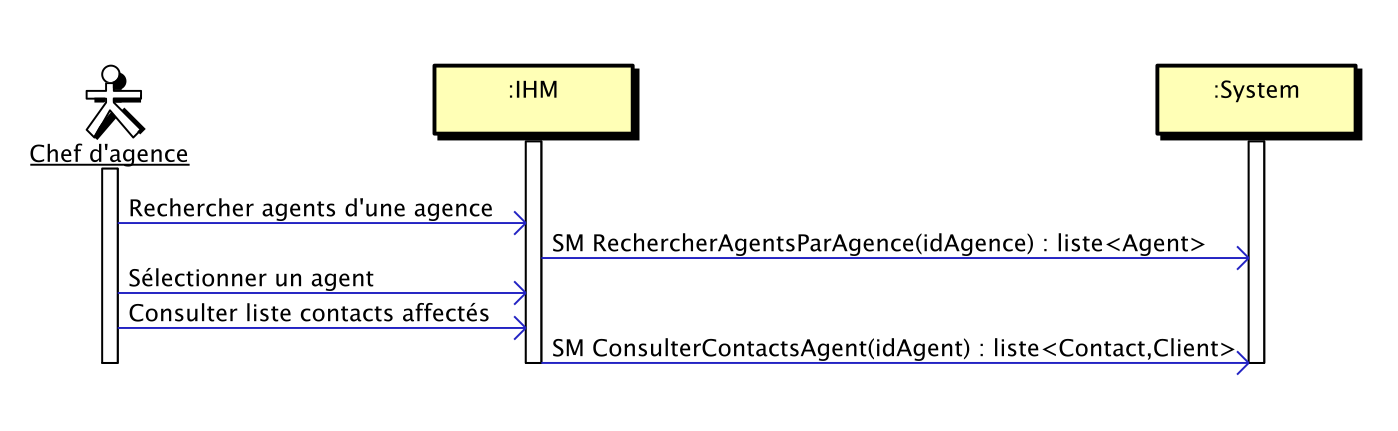 :IHM
:System
Chef d'agence
Rechercher agents d'une agence
SM RechercherAgentsParAgence(idAgence) : liste<Agent>
Sélectionner un agent
Consulter liste contacts affectés
SM ConsulterContactsAgent(idAgent) : liste<Contact,Client>